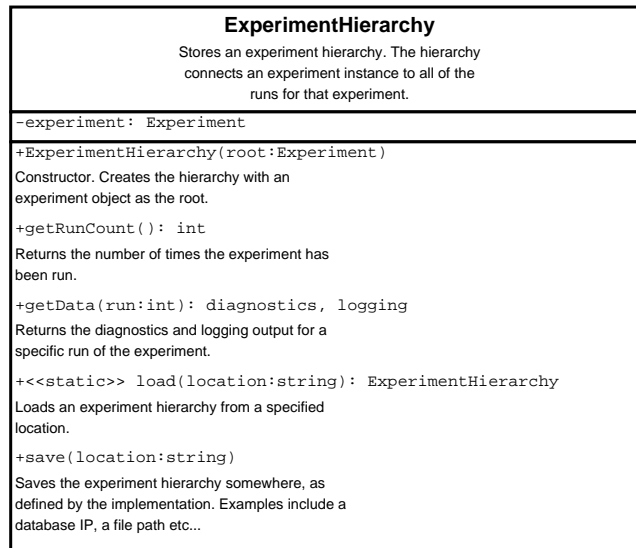 ExperimentHierarchy
Stores an experiment hierarchy. The hierarchy
connects an experiment instance to all of the
runs for that experiment.
-experiment: Experiment
+ExperimentHierarchy(root:Experiment)
Constructor. Creates the hierarchy with an
experiment object as the root.
+getRunCount(): int
Returns the number of times the experiment has
been run.
+getData(run:int): diagnostics, logging
Returns the diagnostics and logging output for a
specific run of the experiment.
+<<static>> load(location:string): ExperimentHierarchy
Loads an experiment hierarchy from a specified
location.
+save(location:string)
Saves the experiment hierarchy somewhere, as
defined by the implementation. Examples include a
database IP, a file path etc...